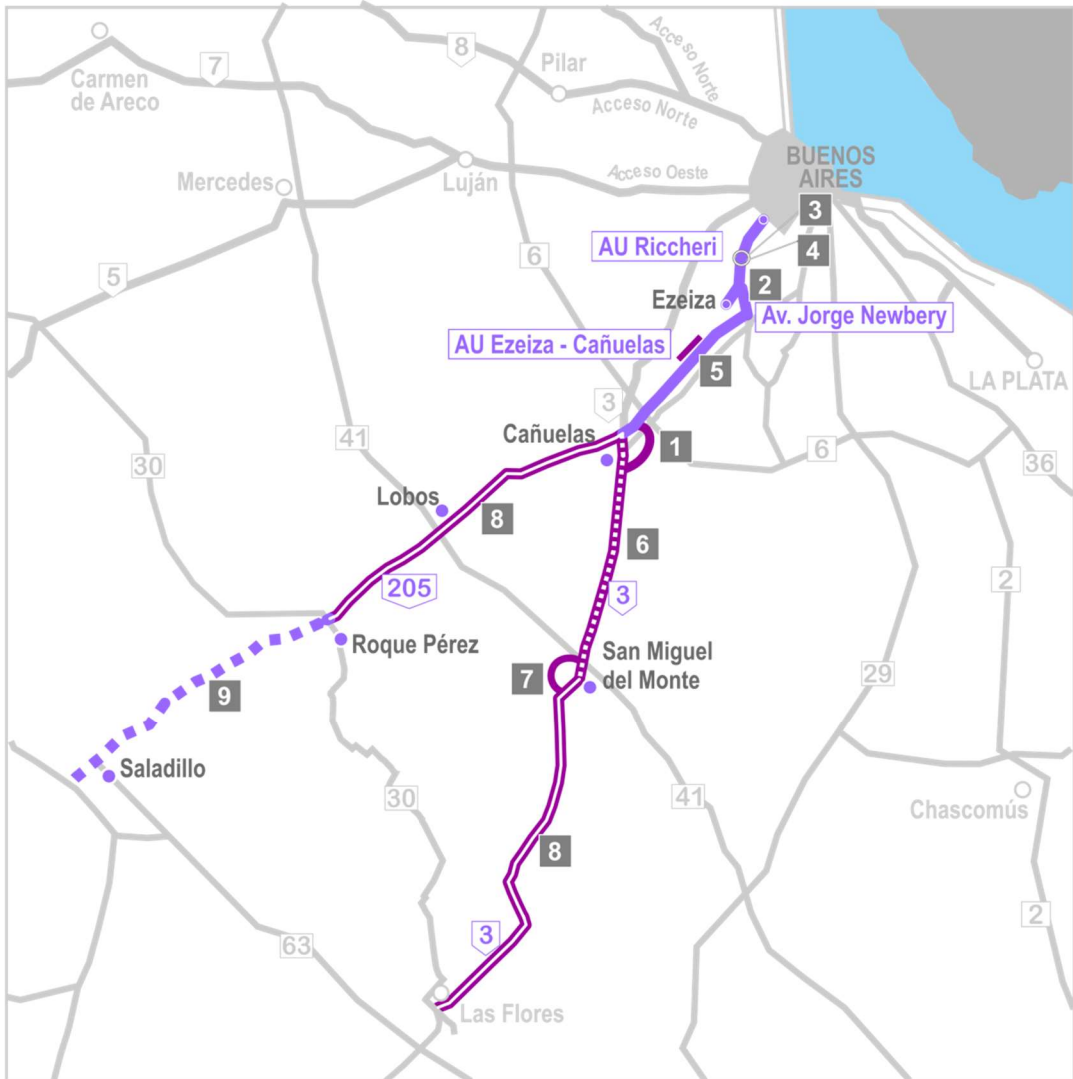 Acceso Norte
8
Pilar
7
Carmen
de Areco
Acceso Norte
BUENOS
AIRES
Acceso Oeste
Mercedes
Luján
3
AU Riccheri
4
6
5
2
Ezeiza
Av. Jorge Newbery
AU Ezeiza - Cañuelas
5
LA PLATA
3
Cañuelas
1
41
6
36
30
Lobos
8
6
2
205
3
Roque Pérez
San Miguel
del Monte
7
29
9
Saladillo
30
41
Chascomús
8
2
3
63
Las Flores